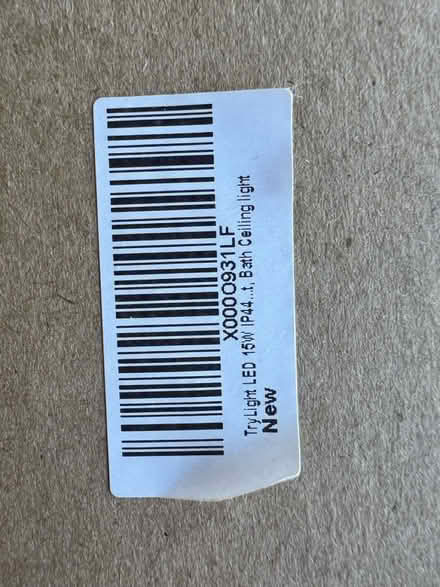 X000O931LF
TryLight LED 15W IP44...t, Bath Ceiling light
New